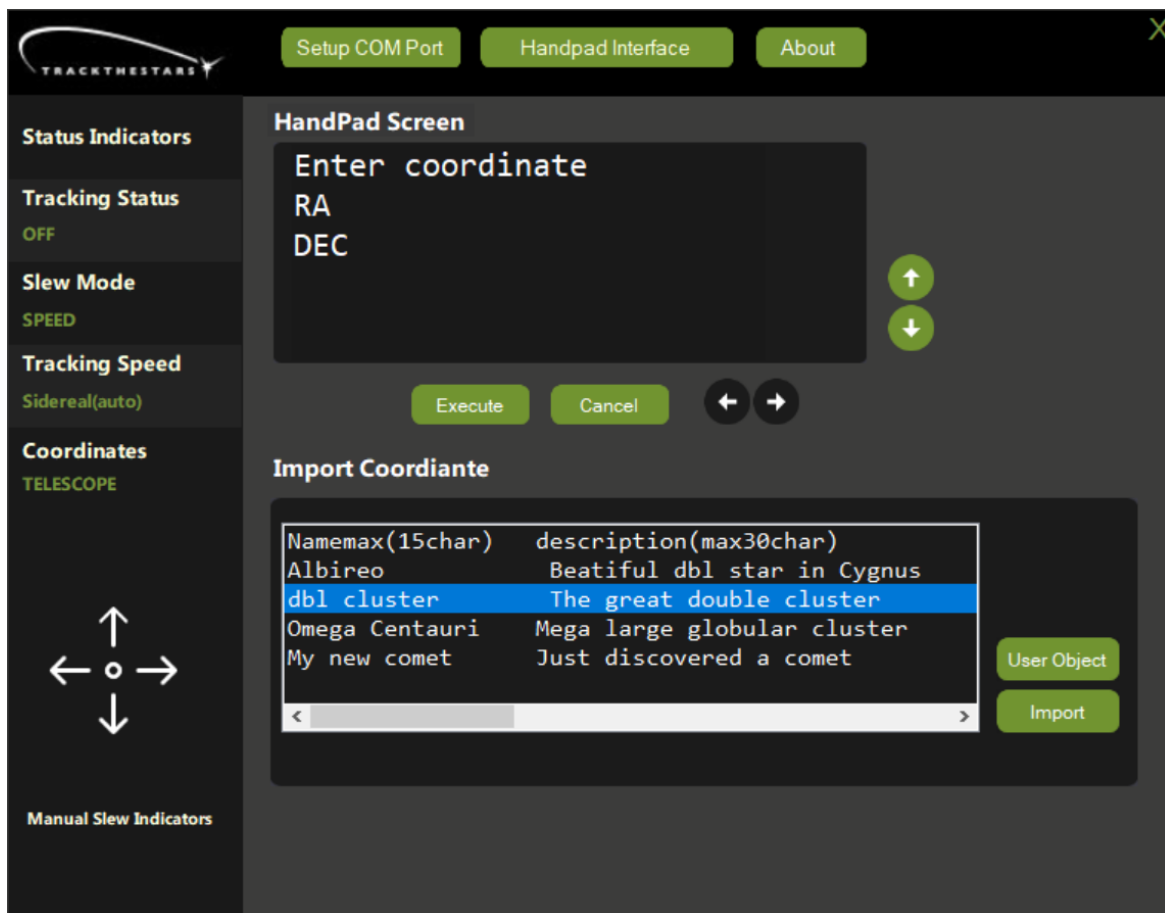 TRACKTHESTARS
Setup COM Port
Handpad Interface
About
X
Status Indicators
Tracking Status
OFF
Slew Mode
SPEED
Tracking Speed
Sidereal(auto)
Coordinates
TELESCOPE
Manual Slew Indicators
HandPad Screen
Enter coordinate
RA
DEC
Execute
Cancel
Import Coordiante
Namemax(15char) description(max30char)
Albireo Beatiful dbl star in Cygnus
dbl cluster The great double cluster
Omega Centauri Mega large globular cluster
My new comet Just discovered a comet
User Object
Import